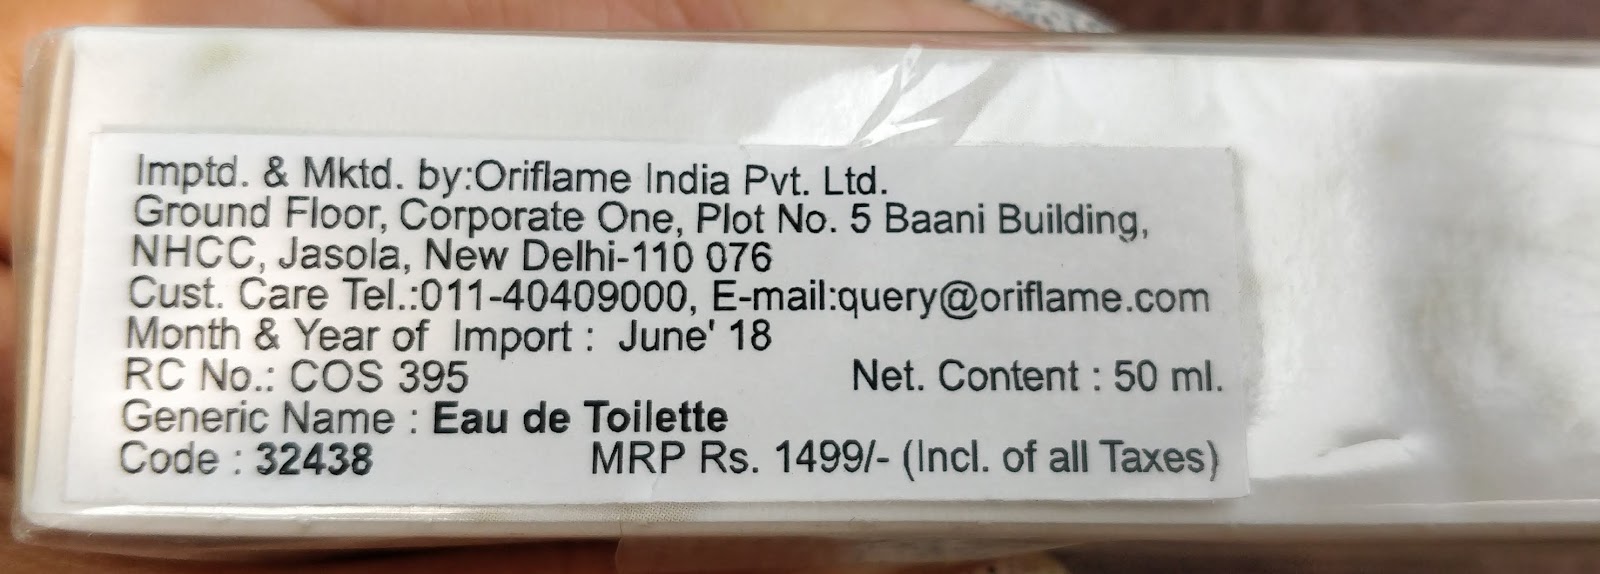 Imptd. & Mktd. by:Oriflame India Pvt. Ltd.
Ground Floor, Corporate One, Plot No. 5 Baani Building,
NHCC, Jasola, New Delhi-110 076
Cust. Care Tel.:011-40409000, E-mail:query@oriflame.com
Month & Year of Import : June' 18
RC No.: COS 395 Net. Content : 50 ml.
Generic Name : Eau de Toilette
Code : 32438 MRP Rs. 1499/- (Incl. of all Taxes)